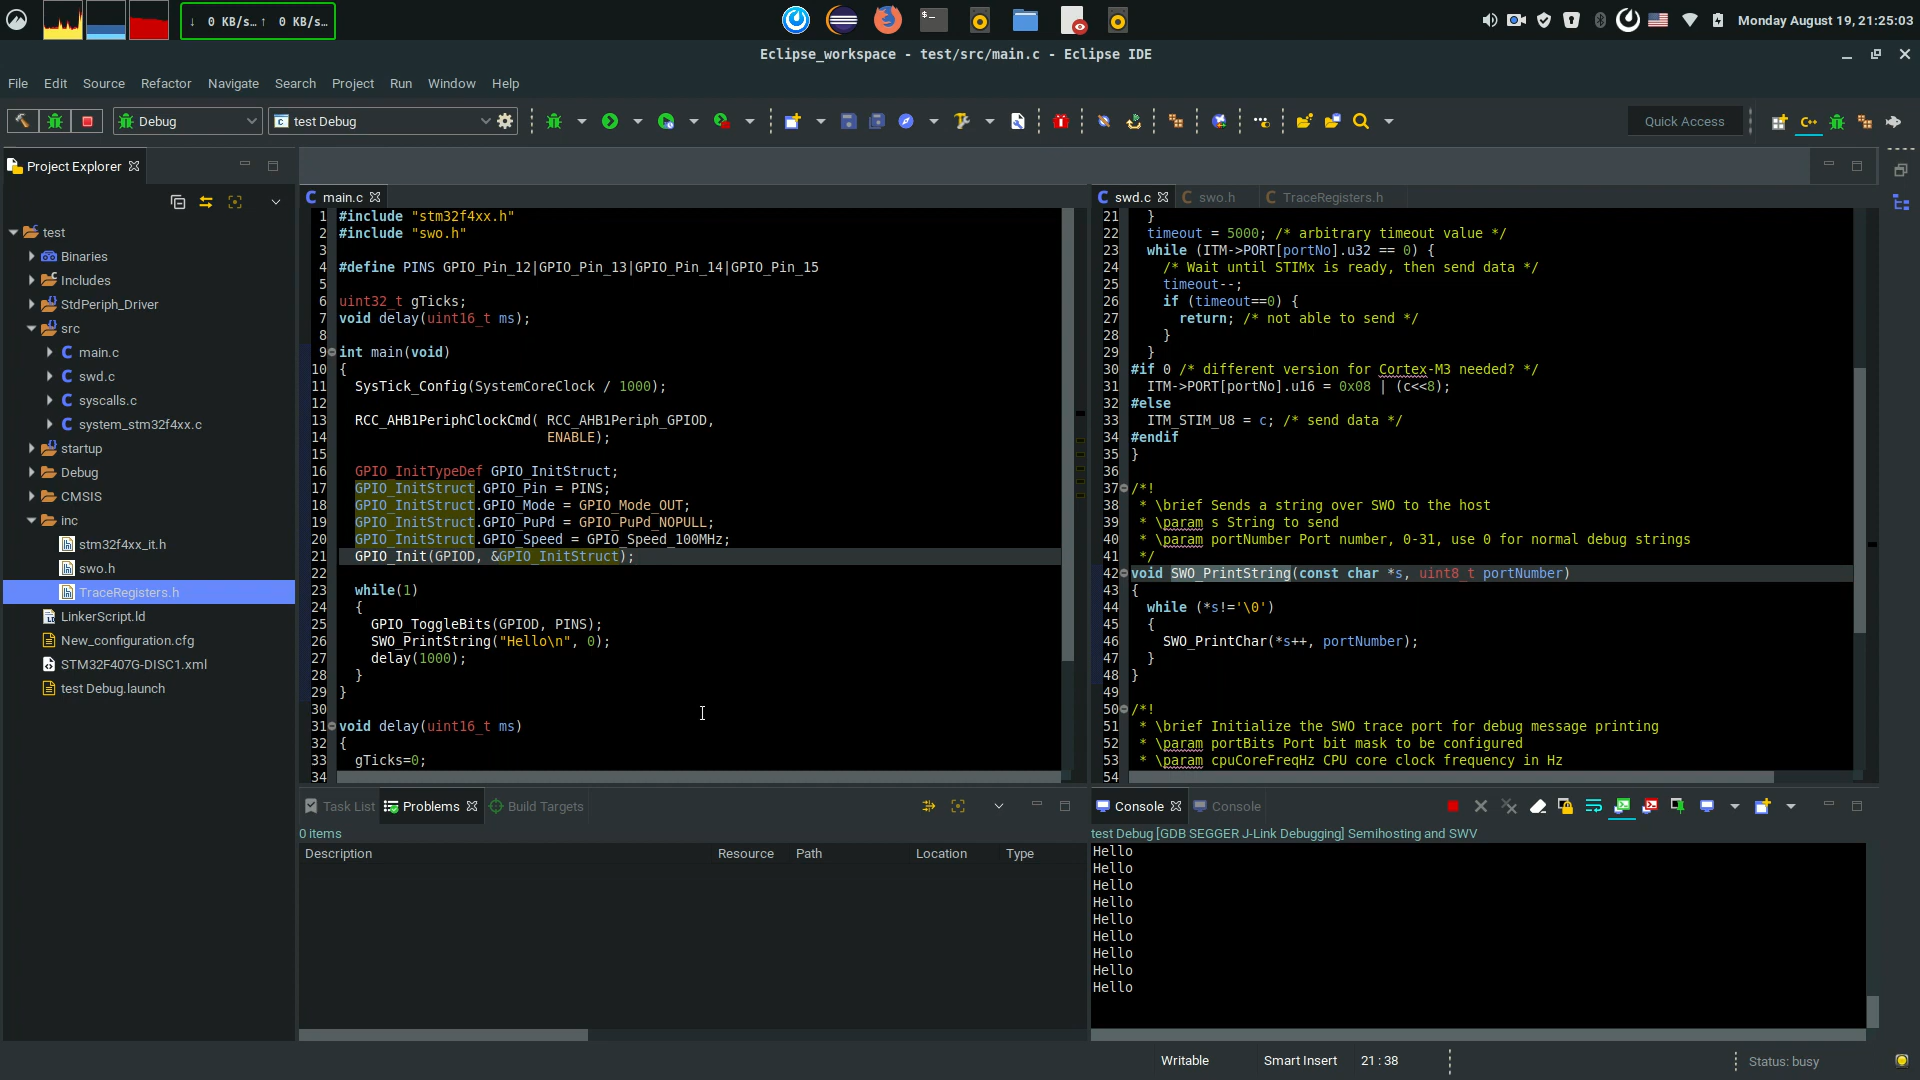 ↓ 0 KB/s... ↑ 0 KB/s...
Monday August 19, 21:25:03
Eclipse_workspace - test/src/main.c - Eclipse IDE
File Edit Source Refactor Navigate Search Project Run Window Help
Debug
test Debug
Quick Access
Project Explorer
test
Binaries
Includes
StdPeriph_Driver
src
main.c
swd.c
syscalls.c
system_stm32f4xx.c
startup
Debug
CMSIS
inc
stm32f4xx_it.h
swo.h
TraceRegisters.h
LinkerScript.ld
New_configuration.cfg
STM32F407G-DISC1.xml
test Debug.launch
main.c
1 #include "stm32f4xx.h"
2 #include "swo.h"
3
4 #define PINS GPIO_Pin_12|GPIO_Pin_13|GPIO_Pin_14|GPIO_Pin_15
5
6 uint32_t gTicks;
7 void delay(uint16_t ms);
8
9 int main(void)
10 {
11   SysTick_Config(SystemCoreClock / 1000);
12
13   RCC_AHB1PeriphClockCmd( RCC_AHB1Periph_GPIOD,
14                           ENABLE);
15
16   GPIO_InitTypeDef GPIO_InitStruct;
17   GPIO_InitStruct.GPIO_Pin = PINS;
18   GPIO_InitStruct.GPIO_Mode = GPIO_Mode_OUT;
19   GPIO_InitStruct.GPIO_PuPd = GPIO_PuPd_NOPULL;
20   GPIO_InitStruct.GPIO_Speed = GPIO_Speed_100MHz;
21   GPIO_Init(GPIOD, &GPIO_InitStruct);
22
23   while(1)
24   {
25     GPIO_ToggleBits(GPIOD, PINS);
26     SWO_PrintString("Hello\n", 0);
27     delay(1000);
28   }
29 }
30
31 void delay(uint16_t ms)
32 {
33   gTicks=0;
34
swd.c swo.h TraceRegisters.h
21   }
22   timeout = 5000; /* arbitrary timeout value */
23   while (ITM->PORT[portNo].u32 == 0) {
24     /* Wait until STIMx is ready, then send data */
25     timeout--;
26     if (timeout==0) {
27       return; /* not able to send */
28     }
29   }
30 #if 0 /* different version for Cortex-M3 needed? */
31   ITM->PORT[portNo].u16 = 0x08 | (c<<8);
32 #else
33   ITM_STIM_U8 = c; /* send data */
34 #endif
35 }
36
37 /*!
38  * \brief Sends a string over SWO to the host
39  * \param s String to send
40  * \param portNumber Port number, 0-31, use 0 for normal debug strings
41  */
42 void SWO_PrintString(const char *s, uint8_t portNumber)
43 {
44   while (*s!='\0')
45   {
46     SWO_PrintChar(*s++, portNumber);
47   }
48 }
49
50 /*!
51  * \brief Initialize the SWO trace port for debug message printing
52  * \param portBits Port bit mask to be configured
53  * \param cpuCoreFreqHz CPU core clock frequency in Hz
54
Task List Problems Build Targets
0 items
Description Resource Path Location Type
Console Console
test Debug [GDB SEGGER J-Link Debugging] Semihosting and SWV
Hello
Hello
Hello
Hello
Hello
Hello
Hello
Hello
Hello
Writable Smart Insert 21 : 38 Status: busy